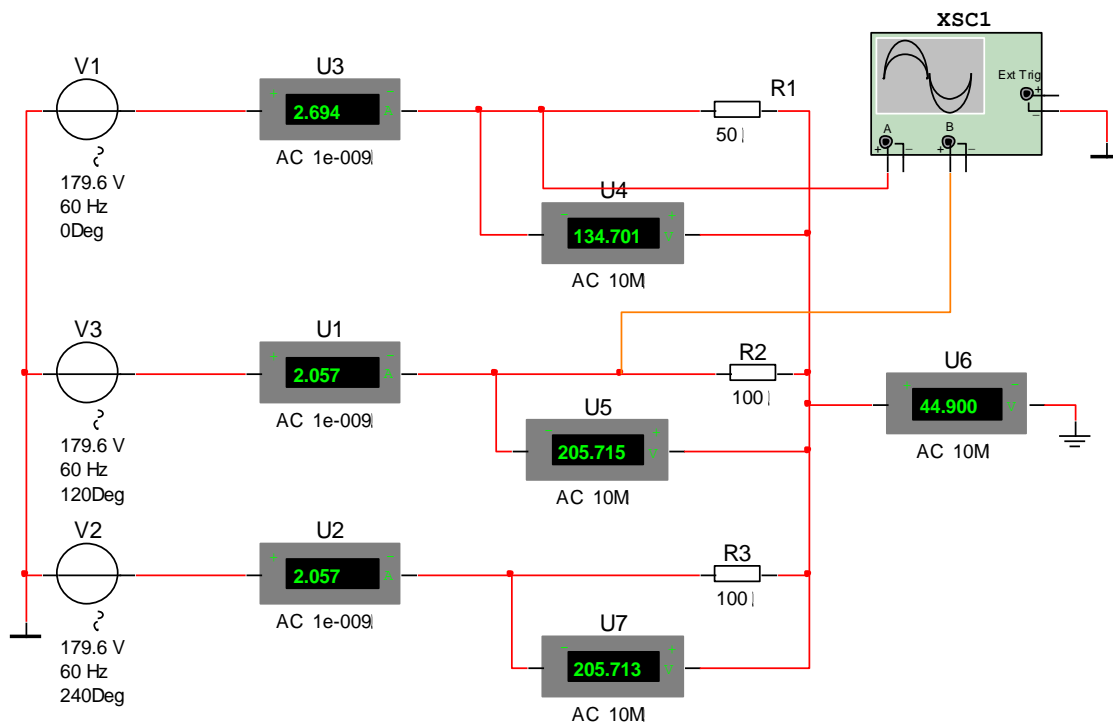 XSC1
Ext Trig
+
–
A
B
+ –
+ –
V1
179.6 V
60 Hz
0Deg
U3
+ –
2.694 A
AC 1e-009
R1
50
U4
– +
134.701 V
AC 10M
V3
179.6 V
60 Hz
120Deg
U1
+ –
2.057 A
AC 1e-009
R2
100
U5
– +
205.715 V
AC 10M
U6
+ –
44.900 V
AC 10M
V2
179.6 V
60 Hz
240Deg
U2
+ –
2.057 A
AC 1e-009
R3
100
U7
– +
205.713 V
AC 10M